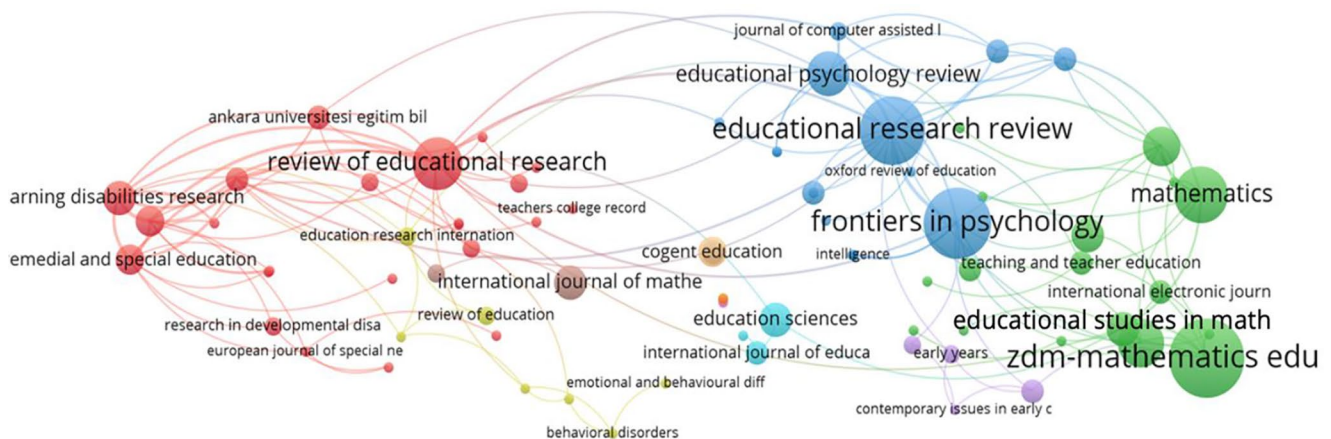 journal of computer assisted l
educational psychology review
ankara universitesi egitim bil
educational research review
review of educational research
oxford review of education
arning disabilities research
mathematics
teachers college record
frontiers in psychology
education research internation
cogent education
intelligence
emedial and special education
teaching and teacher education
international journal of mathe
international electronic journ
review of education
education sciences
educational studies in math
research in developmental disa
european journal of special ne
international journal of educa
early years
zdm-mathematics edu
emotional and behavioural diff
contemporary issues in early c
behavioral disorders